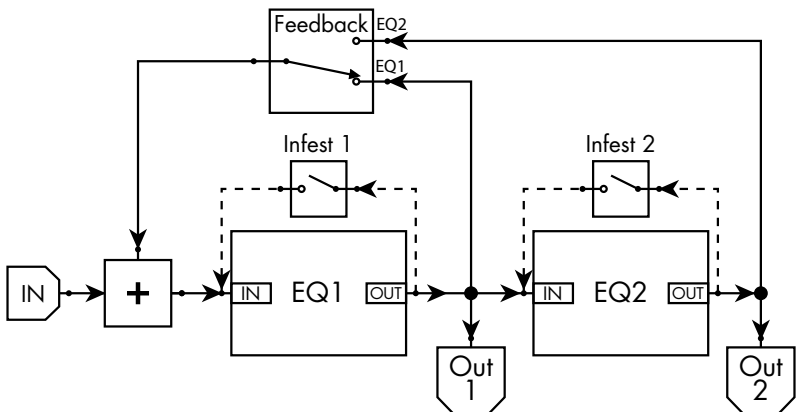 Feedback
EQ2
EQ1
Infest 1
Infest 2
IN
+
IN
EQ1
OUT
IN
EQ2
OUT
Out
1
Out
2